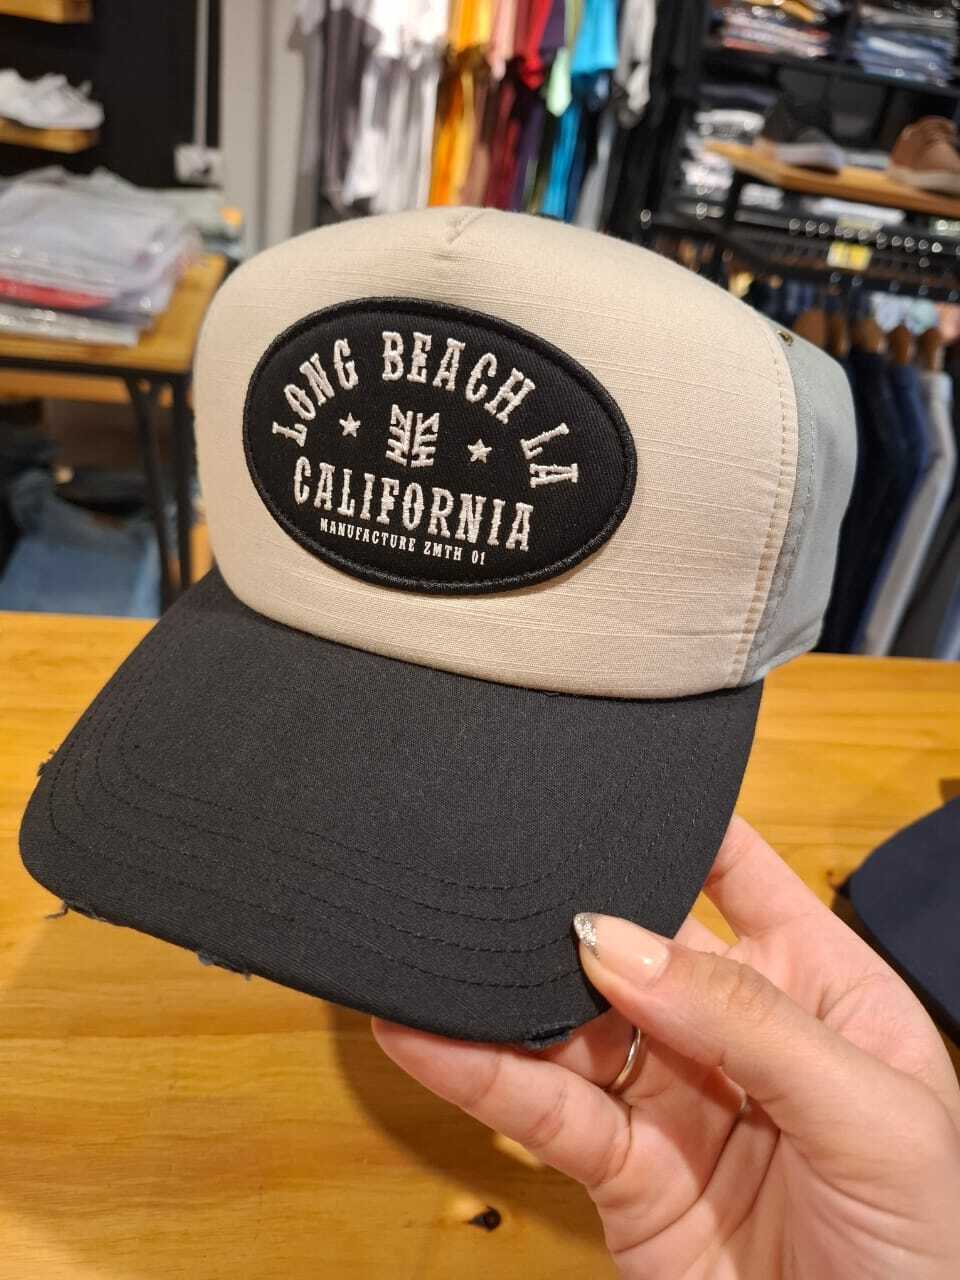 LONG BEACH LA
CALIFORNIA
MANUFACTURE ZMTH 01